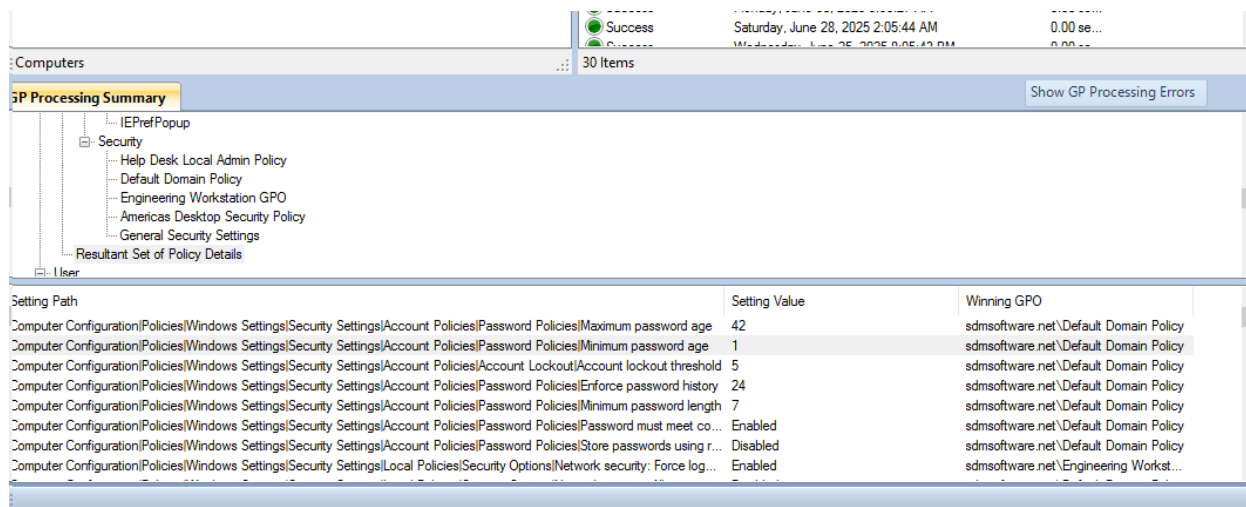 Success Saturday, June 28, 2025 2:05:44 AM 0.00 se...
Computers 30 Items
GP Processing Summary Show GP Processing Errors
IEPrefPopup
Security
Help Desk Local Admin Policy
Default Domain Policy
Engineering Workstation GPO
Americas Desktop Security Policy
General Security Settings
Resultant Set of Policy Details
User
Setting Path Setting Value Winning GPO
Computer Configuration|Policies|Windows Settings|Security Settings|Account Policies|Password Policies|Maximum password age 42 sdmsoftware.net\Default Domain Policy
Computer Configuration|Policies|Windows Settings|Security Settings|Account Policies|Password Policies|Minimum password age 1 sdmsoftware.net\Default Domain Policy
Computer Configuration|Policies|Windows Settings|Security Settings|Account Policies|Account Lockout|Account lockout threshold 5 sdmsoftware.net\Default Domain Policy
Computer Configuration|Policies|Windows Settings|Security Settings|Account Policies|Password Policies|Enforce password history 24 sdmsoftware.net\Default Domain Policy
Computer Configuration|Policies|Windows Settings|Security Settings|Account Policies|Password Policies|Minimum password length 7 sdmsoftware.net\Default Domain Policy
Computer Configuration|Policies|Windows Settings|Security Settings|Account Policies|Password Policies|Password must meet co... Enabled sdmsoftware.net\Default Domain Policy
Computer Configuration|Policies|Windows Settings|Security Settings|Account Policies|Password Policies|Store passwords using r... Disabled sdmsoftware.net\Default Domain Policy
Computer Configuration|Policies|Windows Settings|Security Settings|Local Policies|Security Options|Network security: Force log... Enabled sdmsoftware.net\Engineering Workst...